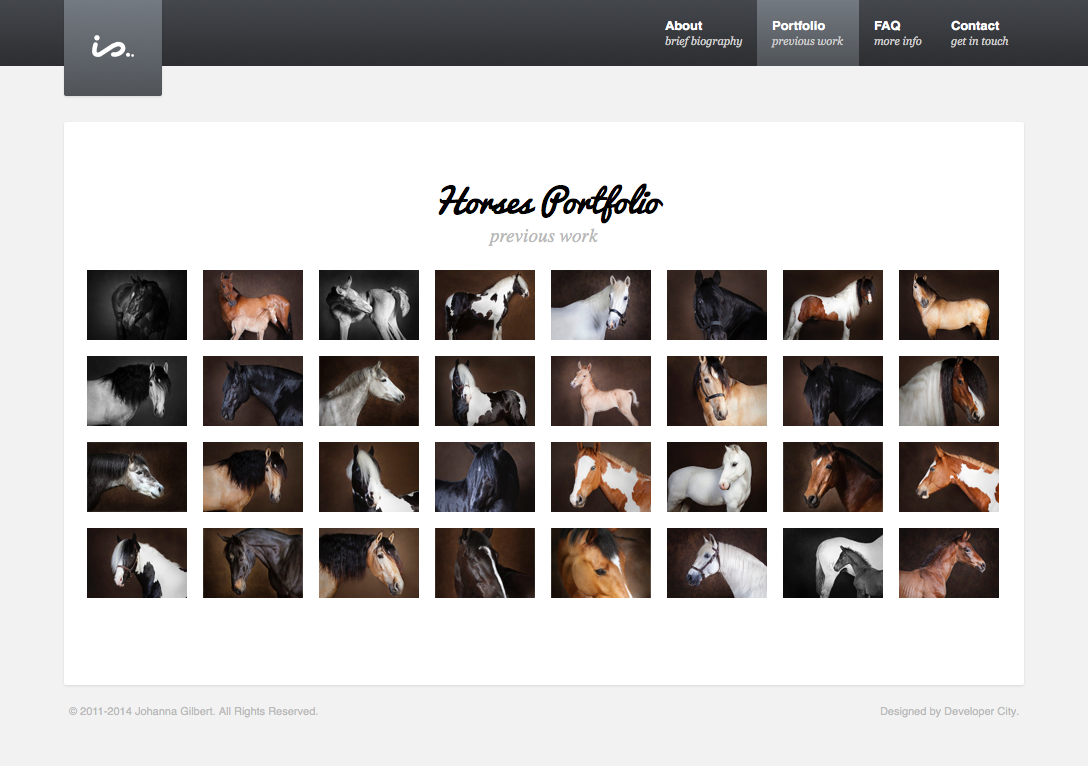 is..
About
brief biography
Portfolio
previous work
FAQ
more info
Contact
get in touch
Horses Portfolio
previous work
© 2011-2014 Johanna Gilbert. All Rights Reserved.
Designed by Developer City.